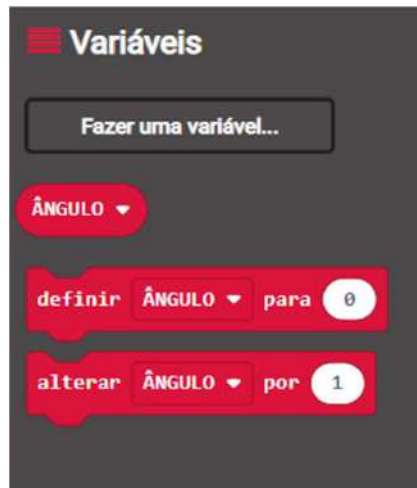 Variáveis
Fazer uma variável...
ÂNGULO
definir ÂNGULO para 0
alterar ÂNGULO por 1